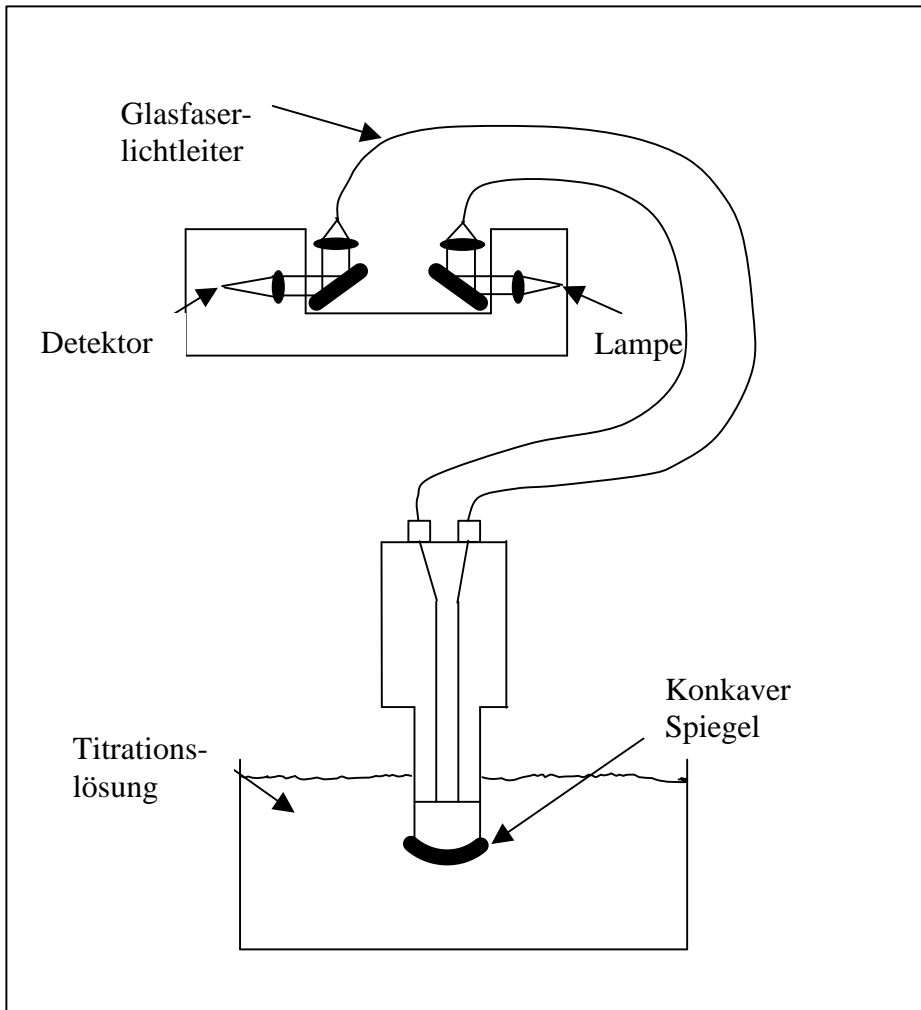 Glasfaser-
lichtleiter
Detektor
Lampe
Konkaver
Spiegel
Titrations-
lösung